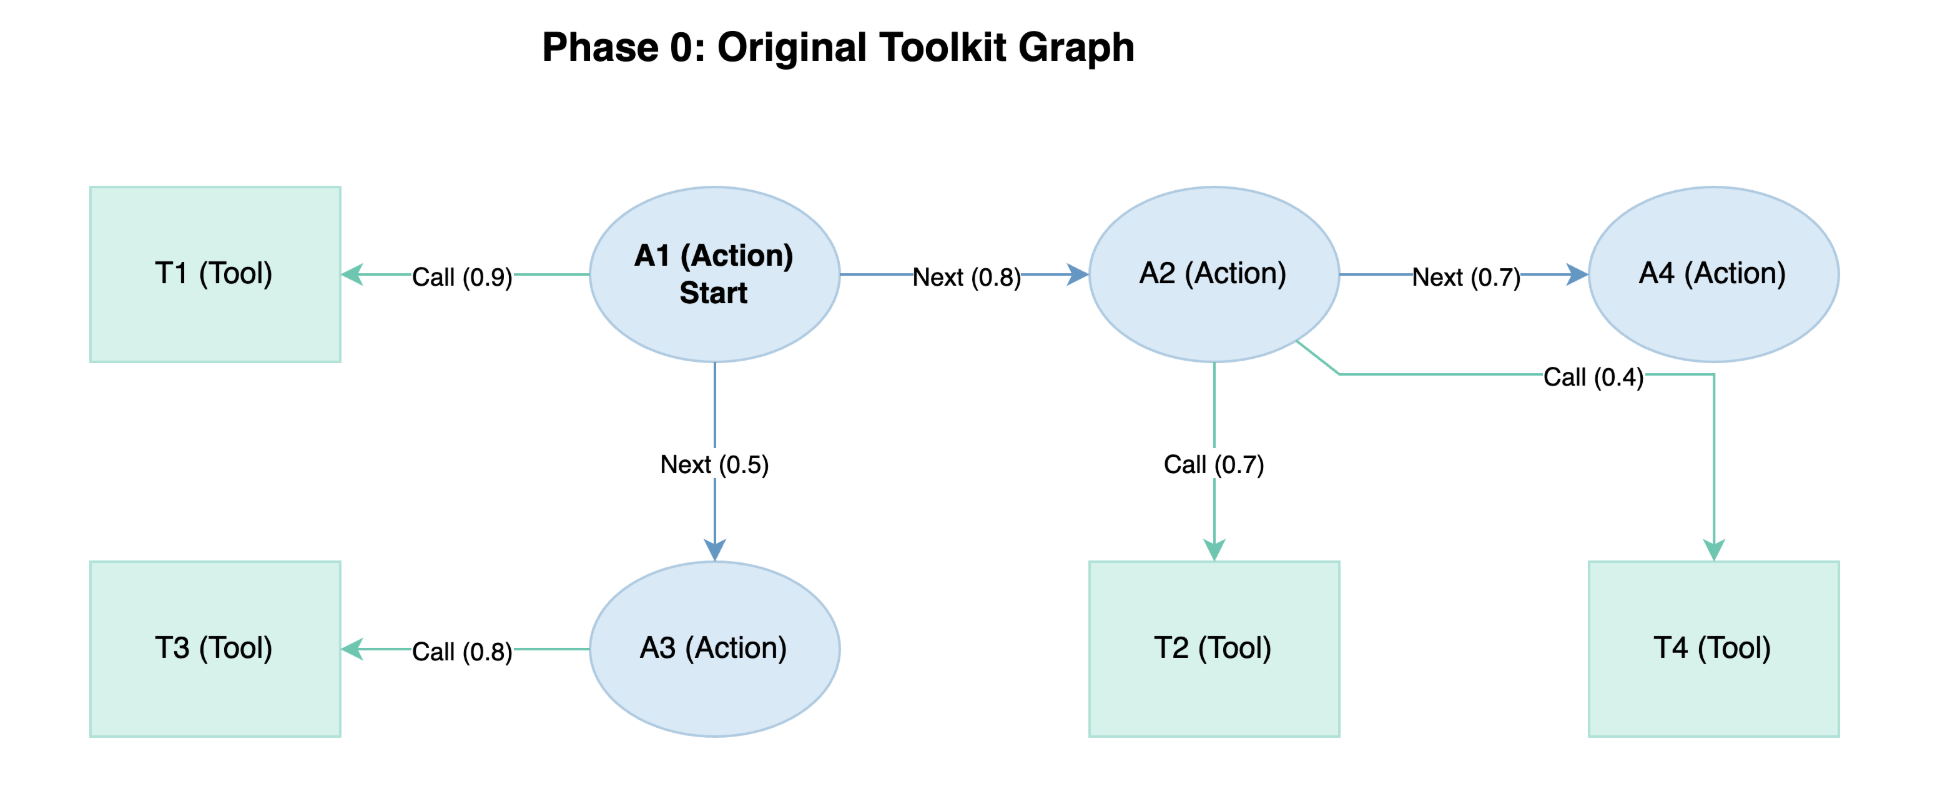 Phase 0: Original Toolkit Graph
T1 (Tool)
Call (0.9)
A1 (Action)
Start
Next (0.8)
A2 (Action)
Next (0.7)
A4 (Action)
Call (0.4)
Next (0.5)
Call (0.7)
T3 (Tool)
Call (0.8)
A3 (Action)
T2 (Tool)
T4 (Tool)